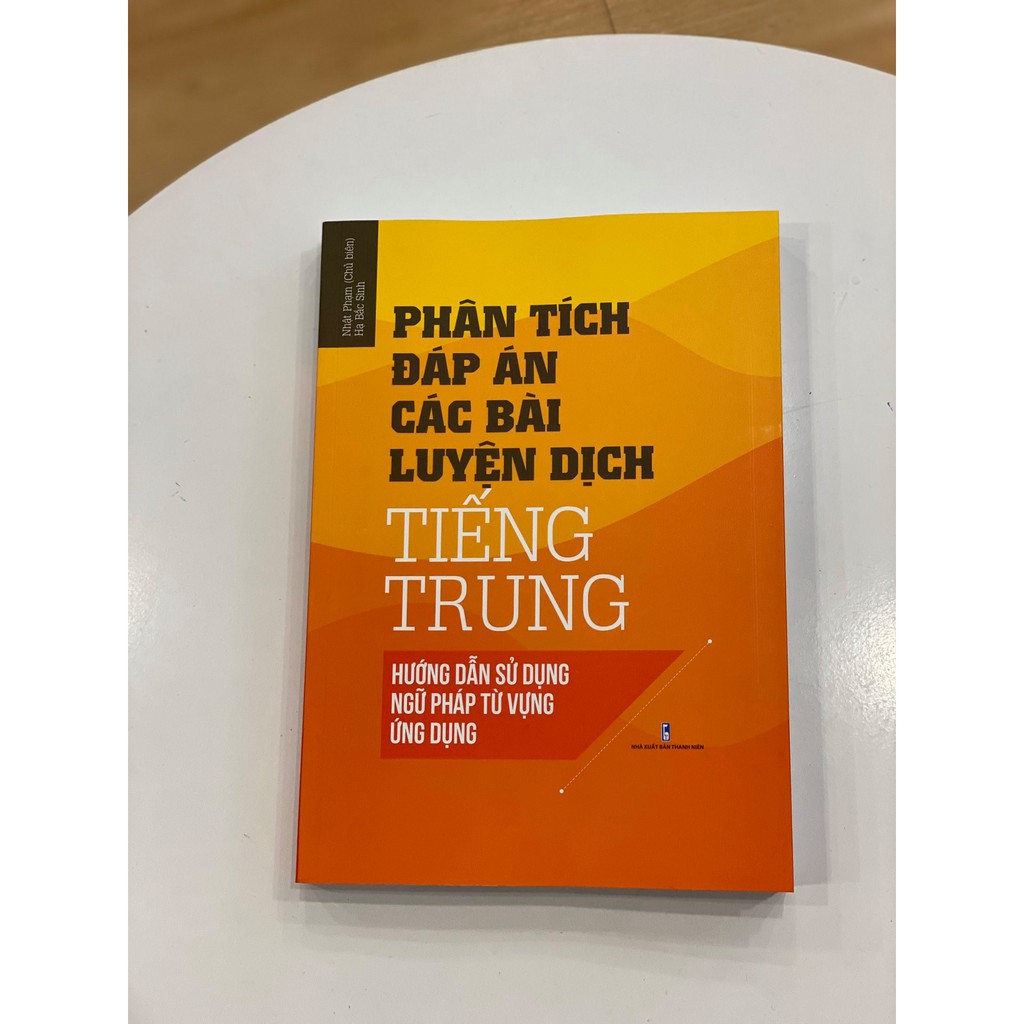 Nhật Phạm (Chủ biên)
Hạ Bắc Sinh
PHÂN TÍCH
ĐÁP ÁN
CÁC BÀI
LUYỆN DỊCH
TIẾNG
TRUNG
HƯỚNG DẪN SỬ DỤNG
NGỮ PHÁP TỪ VỰNG
ỨNG DỤNG
NHÀ XUẤT BẢN THANH NIÊN